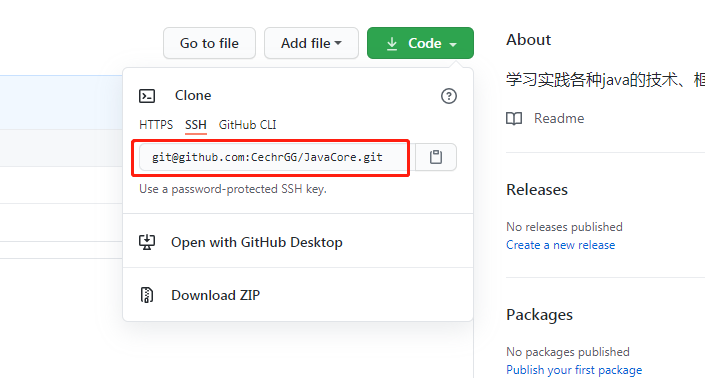 Go to file
Add file
Code
Clone
HTTPS SSH GitHub CLI
git@github.com:CechrGG/JavaCore.git
Use a password-protected SSH key.
Open with GitHub Desktop
Download ZIP
About
学习实践各种java的技术、框
Readme
Releases
No releases published
Create a new release
Packages
No packages published
Publish your first package